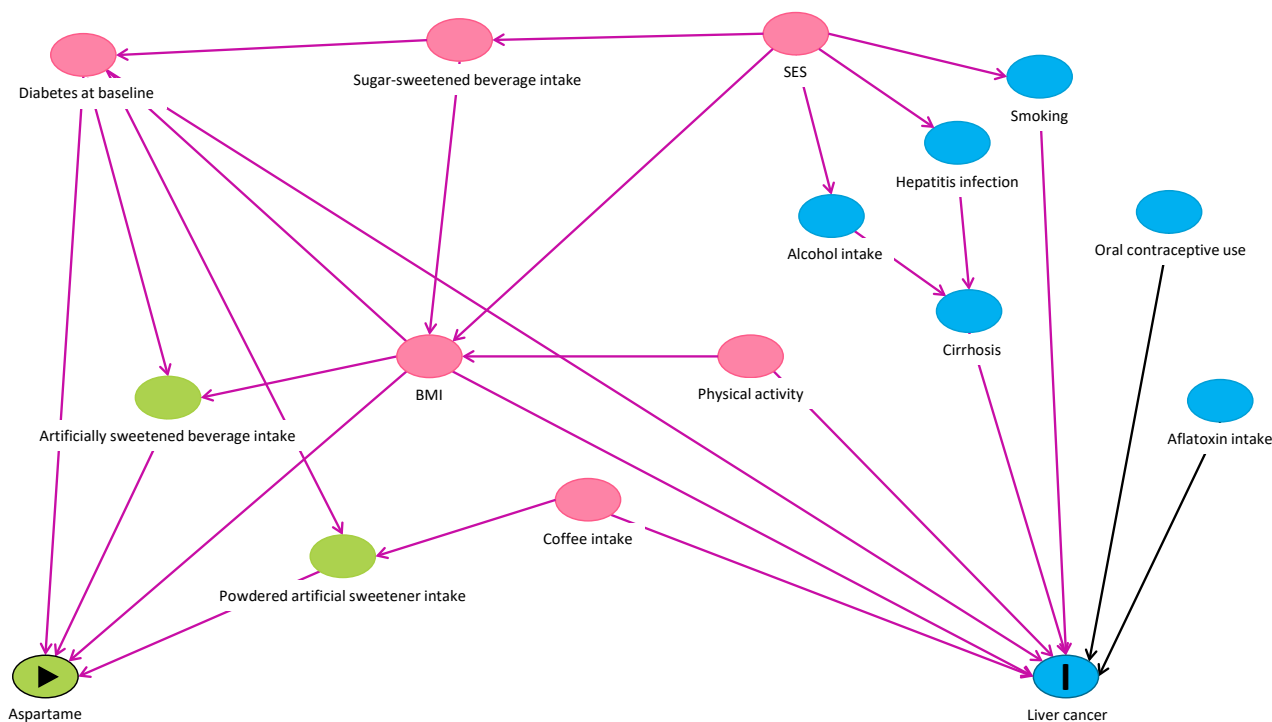 Sugar-sweetened beverage intake
SES
Diabetes at baseline
Smoking
Hepatitis infection
Alcohol intake
Oral contraceptive use
Cirrhosis
BMI
Physical activity
Artificially sweetened beverage intake
Aflatoxin intake
Coffee intake
Powdered artificial sweetener intake
Aspartame
Liver cancer